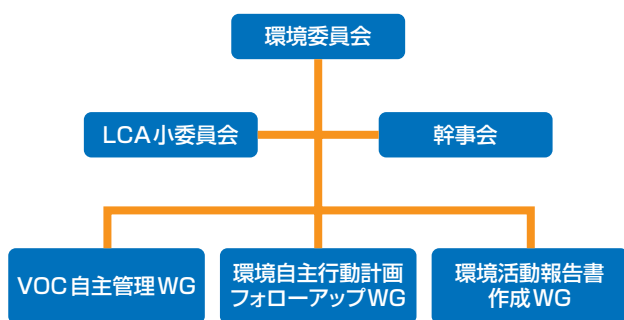 環境委員会
LCA小委員会
幹事会
VOC自主管理WG
環境自主行動計画
フォローアップWG
環境活動報告書
作成WG